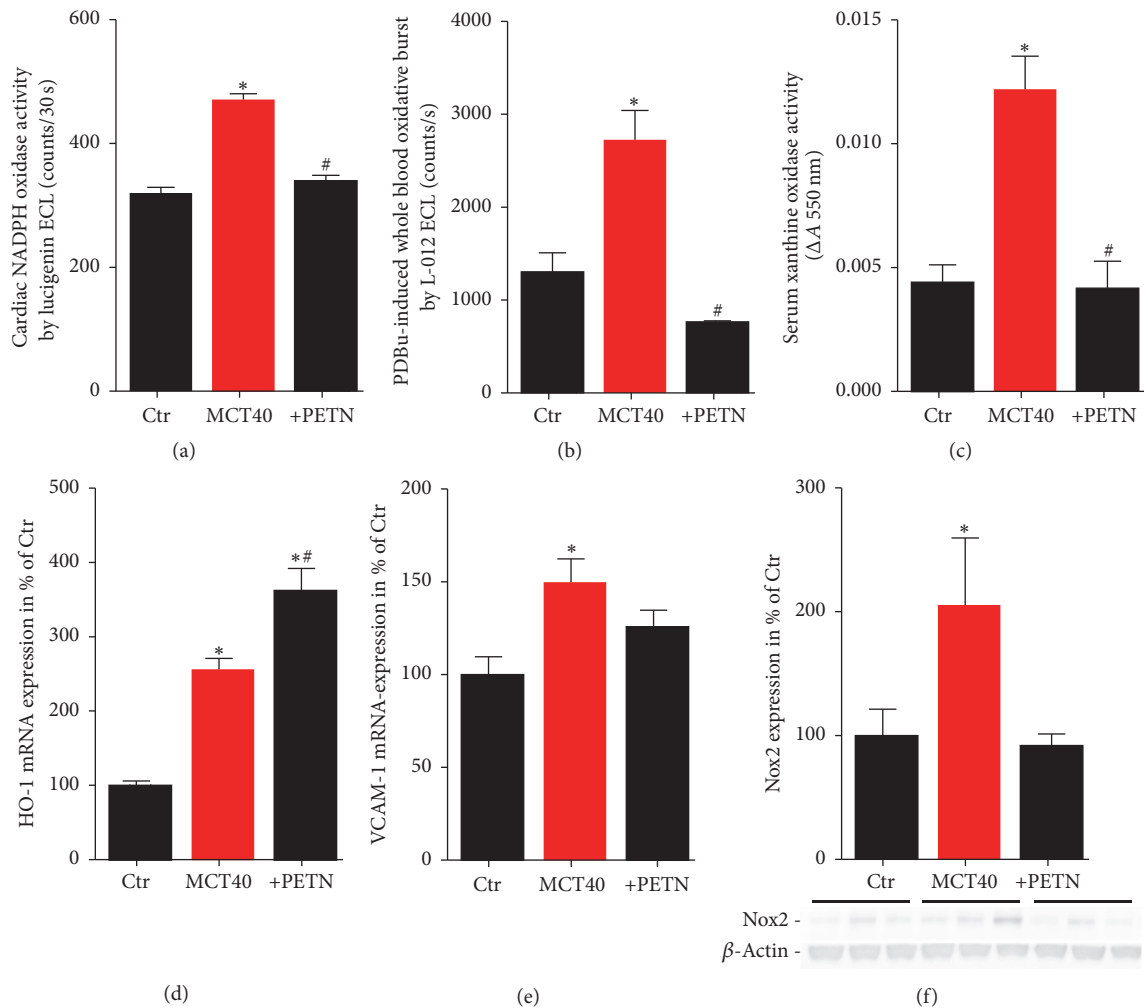 Cardiac NADPH oxidase activity
by lucigenin ECL (counts/30 s)
600
400
200
0
*
#
Ctr MCT40 +PETN
(a)
PDBu-induced whole blood oxidative burst
by L-012 ECL (counts/s)
4000
3000
2000
1000
0
*
#
Ctr MCT40 +PETN
(b)
Serum xanthine oxidase activity
(ΔA 550 nm)
0.015
0.010
0.005
0.000
*
#
Ctr MCT40 +PETN
(c)
HO-1 mRNA expression in % of Ctr
500
400
300
200
100
0
*
*#
Ctr MCT40 +PETN
(d)
VCAM-1 mRNA-expression in % of Ctr
200
150
100
50
0
*
Ctr MCT40 +PETN
(e)
Nox2 expression in % of Ctr
300
200
100
0
*
Ctr MCT40 +PETN
Nox2 -
β-Actin -
(f)